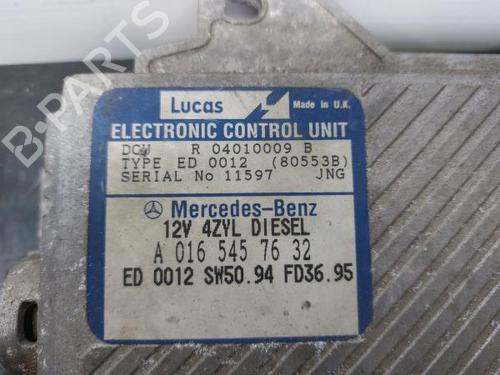 Lucas
Made in U.K.
ELECTRONIC CONTROL UNIT
DCU R 04010009 B
TYPE ED 0012 (80553B)
SERIAL No 11597 JNG
Mercedes-Benz
12V 4ZYL DIESEL
A 016 545 76 32
ED 0012 SW50.94 FD36.95
B-PARTS